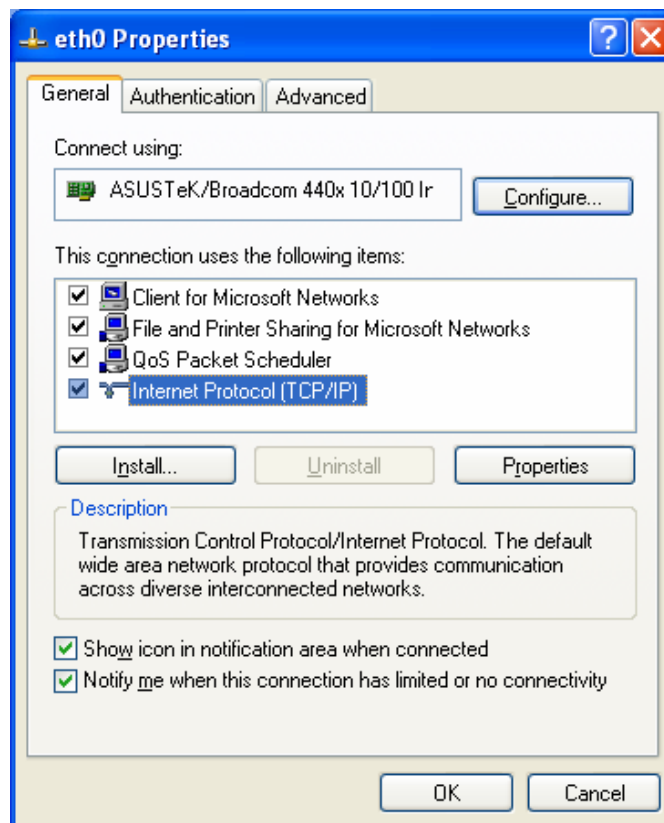 eth0 Properties
General Authentication Advanced
Connect using:
ASUSTeK/Broadcom 440x 10/100 Ir Configure...
This connection uses the following items:
Client for Microsoft Networks
File and Printer Sharing for Microsoft Networks
QoS Packet Scheduler
Internet Protocol (TCP/IP)
Install... Uninstall Properties
Description
Transmission Control Protocol/Internet Protocol. The default
wide area network protocol that provides communication
across diverse interconnected networks.
Show icon in notification area when connected
Notify me when this connection has limited or no connectivity
OK Cancel